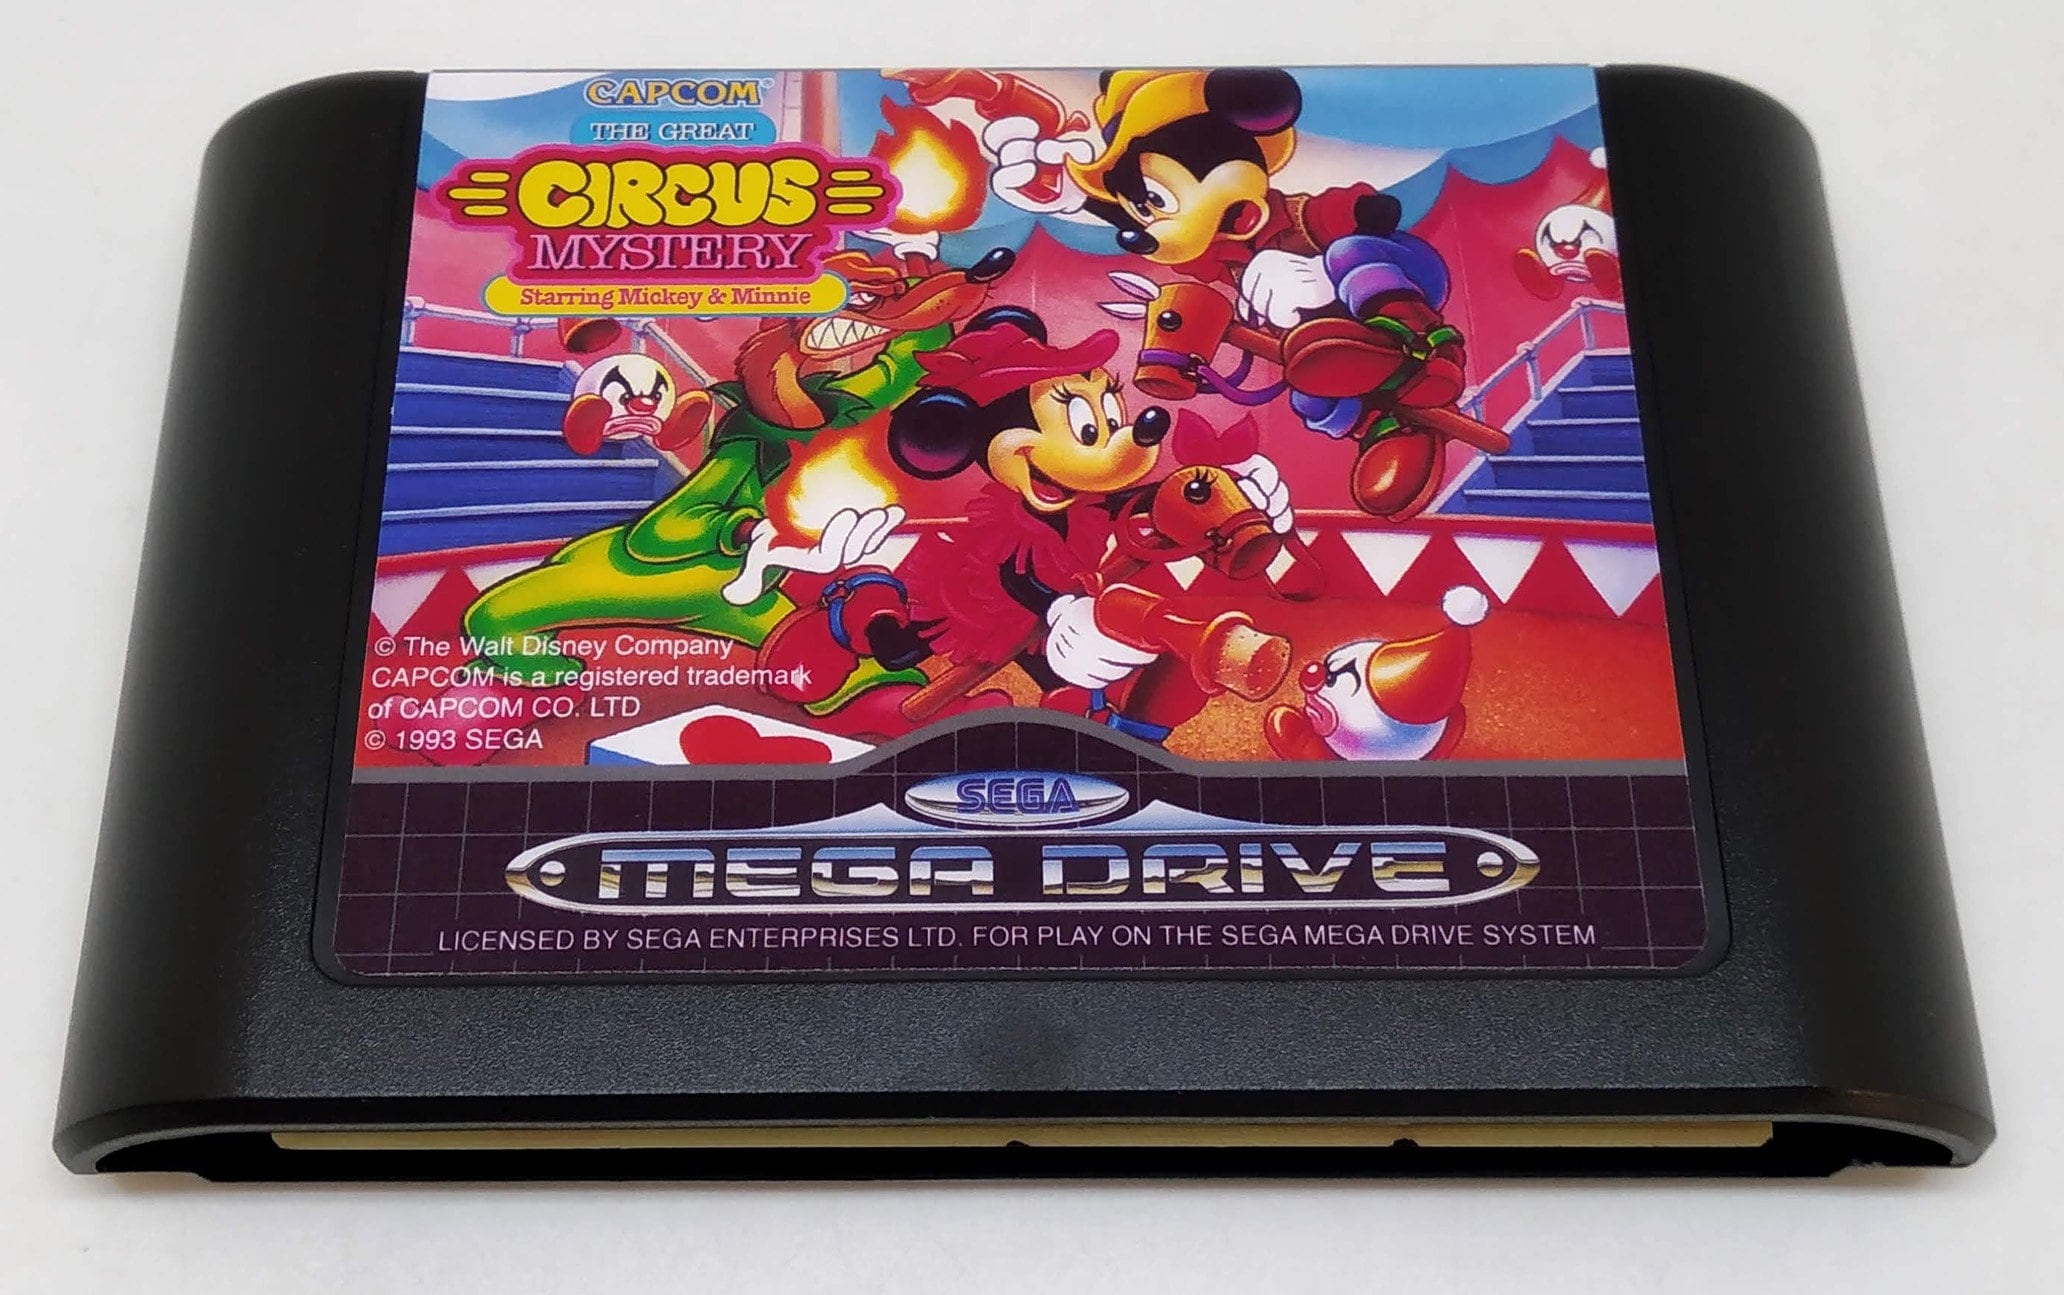 CAPCOM®
THE GREAT
CIRCUS
MYSTERY
Starring Mickey & Minnie
© The Walt Disney Company
CAPCOM is a registered trademark
of CAPCOM CO. LTD
© 1993 SEGA
SEGA
MEGA DRIVE
LICENSED BY SEGA ENTERPRISES LTD. FOR PLAY ON THE SEGA MEGA DRIVE SYSTEM